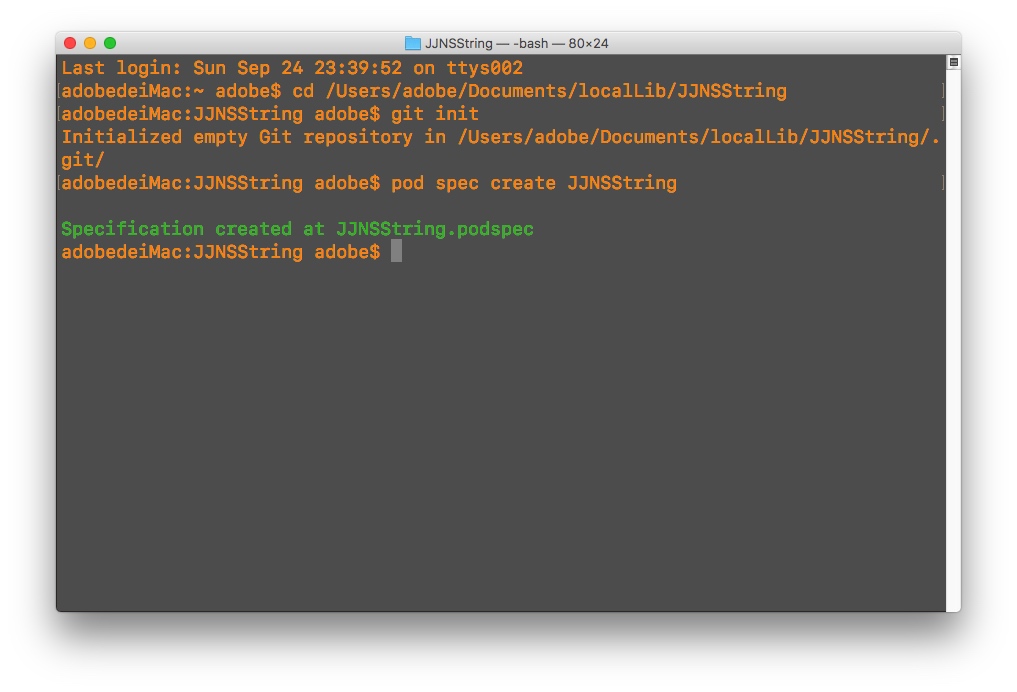 JJNSString — -bash — 80×24
Last login: Sun Sep 24 23:39:52 on ttys002
[adobedeiMac:~ adobe$ cd /Users/adobe/Documents/localLib/JJNSString ]
[adobedeiMac:JJNSString adobe$ git init ]
Initialized empty Git repository in /Users/adobe/Documents/localLib/JJNSString/.
git/
[adobedeiMac:JJNSString adobe$ pod spec create JJNSString ]
Specification created at JJNSString.podspec
adobedeiMac:JJNSString adobe$